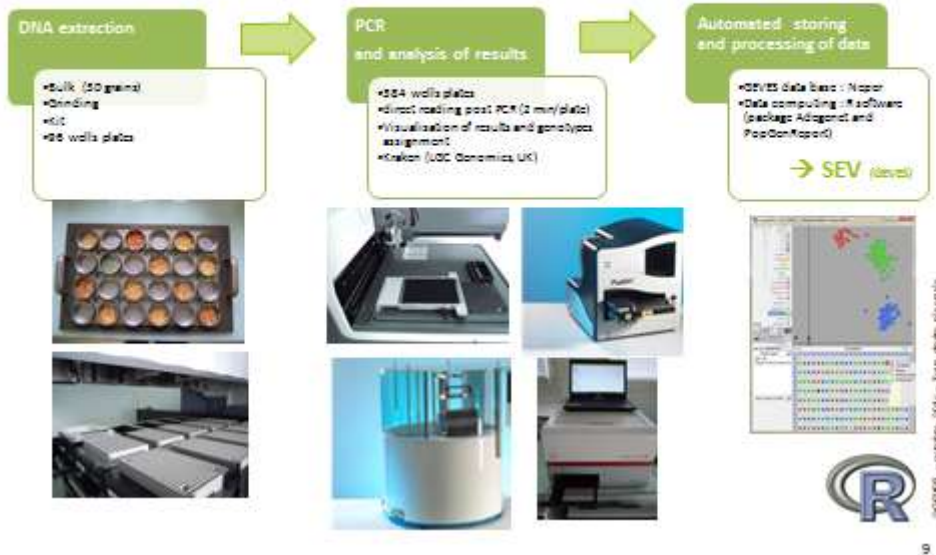 DNA extraction
•Bulk (50 grains)
•Grinding
•Kit
•96 wells plates
PCR
and analysis of results
•384 wells plates
•direct reading post PCR (2 min/plate)
•Visualisation of results and genotypes
assignment
•Kraken (LGC Genomics, UK)
Automated storing
and processing of data
•GEVES data base : Noper
•Data computing : R software
(package Adegenet and
PopGenReport)
→ SEV (Geves)
R
9